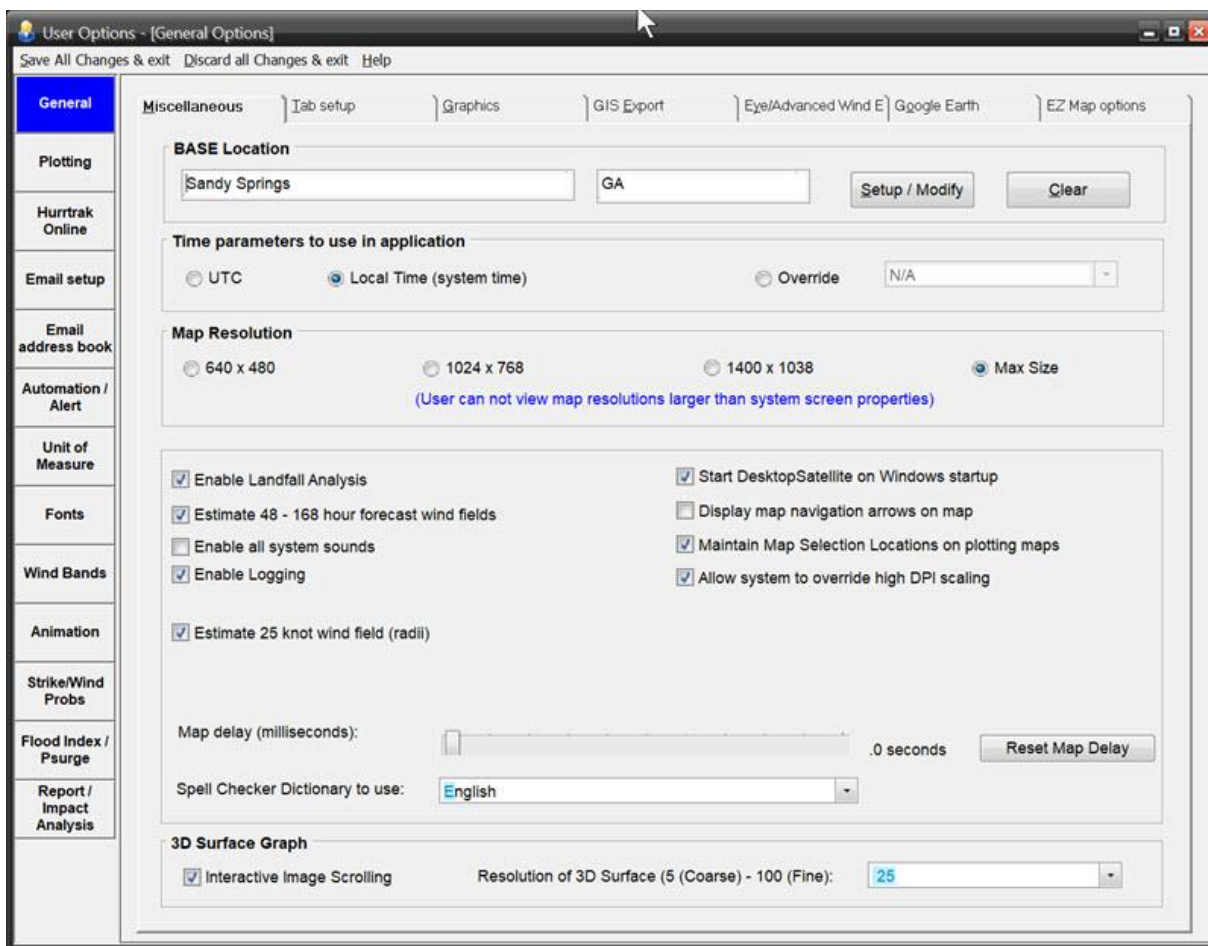 User Options - [General Options]
Save All Changes & exit Discard all Changes & exit Help
General
Plotting
Hurrtrak
Online
Email setup
Email
address book
Automation /
Alert
Unit of
Measure
Fonts
Wind Bands
Animation
Strike/Wind
Probs
Flood Index /
Psurge
Report /
Impact
Analysis
Miscellaneous Tab setup Graphics GIS Export Eye/Advanced Wind E Google Earth EZ Map options
BASE Location
Sandy Springs GA Setup / Modify Clear
Time parameters to use in application
UTC Local Time (system time) Override N/A
Map Resolution
640 x 480 1024 x 768 1400 x 1038 Max Size
(User can not view map resolutions larger than system screen properties)
Enable Landfall Analysis
Estimate 48 - 168 hour forecast wind fields
Enable all system sounds
Enable Logging
Estimate 25 knot wind field (radii)
Start DesktopSatellite on Windows startup
Display map navigation arrows on map
Maintain Map Selection Locations on plotting maps
Allow system to override high DPI scaling
Map delay (milliseconds): .0 seconds Reset Map Delay
Spell Checker Dictionary to use: English
3D Surface Graph
Interactive Image Scrolling Resolution of 3D Surface (5 (Coarse) - 100 (Fine): 25